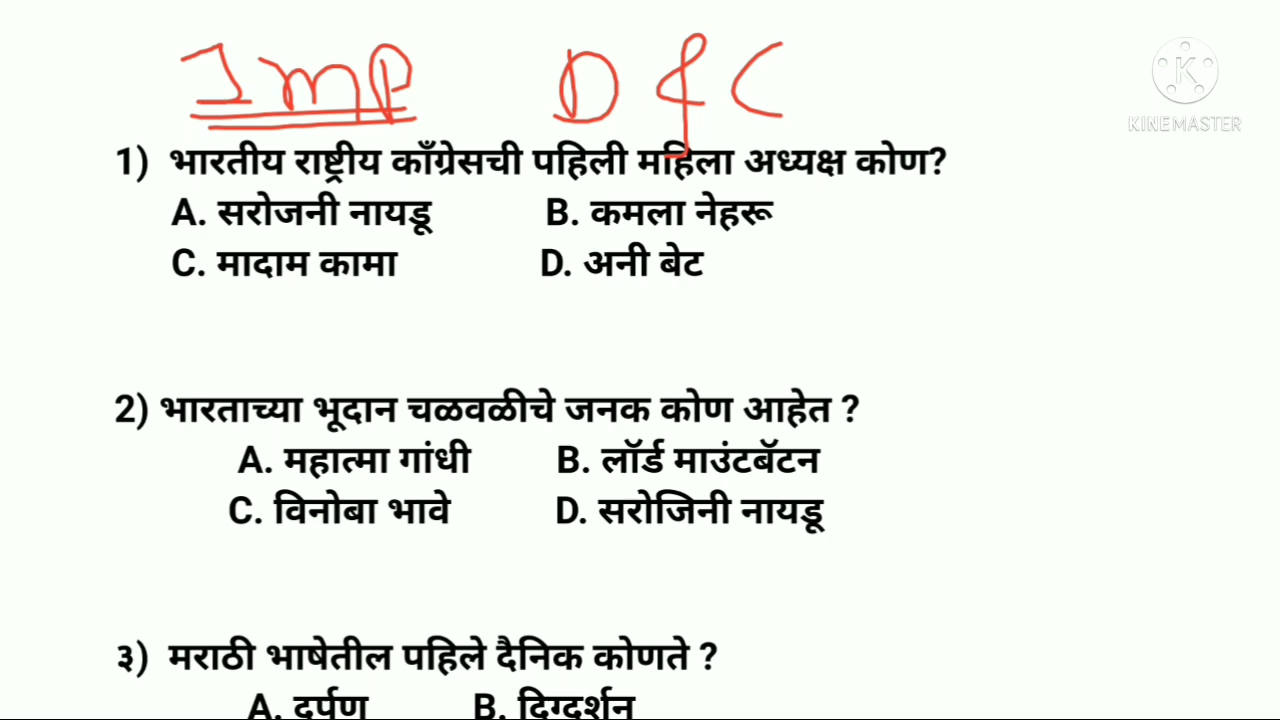 Imp DfC
K
KINEMASTER
1) भारतीय राष्ट्रीय काँग्रेसची पहिली महिला अध्यक्ष कोण?
A. सरोजनी नायडू B. कमला नेहरू
C. मादाम कामा D. अनी बेट
2) भारताच्या भूदान चळवळीचे जनक कोण आहेत ?
A. महात्मा गांधी B. लॉर्ड माउंटबॅटन
C. विनोबा भावे D. सरोजिनी नायडू
३) मराठी भाषेतील पहिले दैनिक कोणते ?
A. दर्पण B. दिग्दर्शन